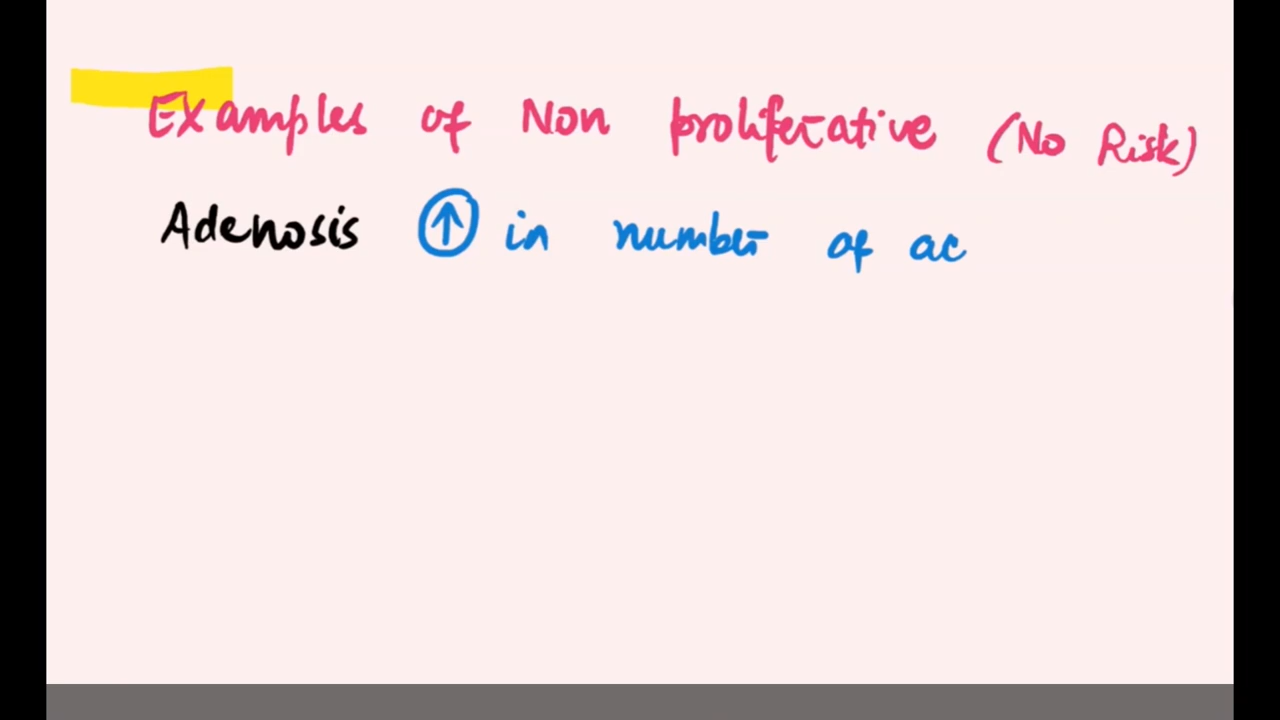 Examples of Non proliferative (No Risk)
Adenosis ↑ in number of ac